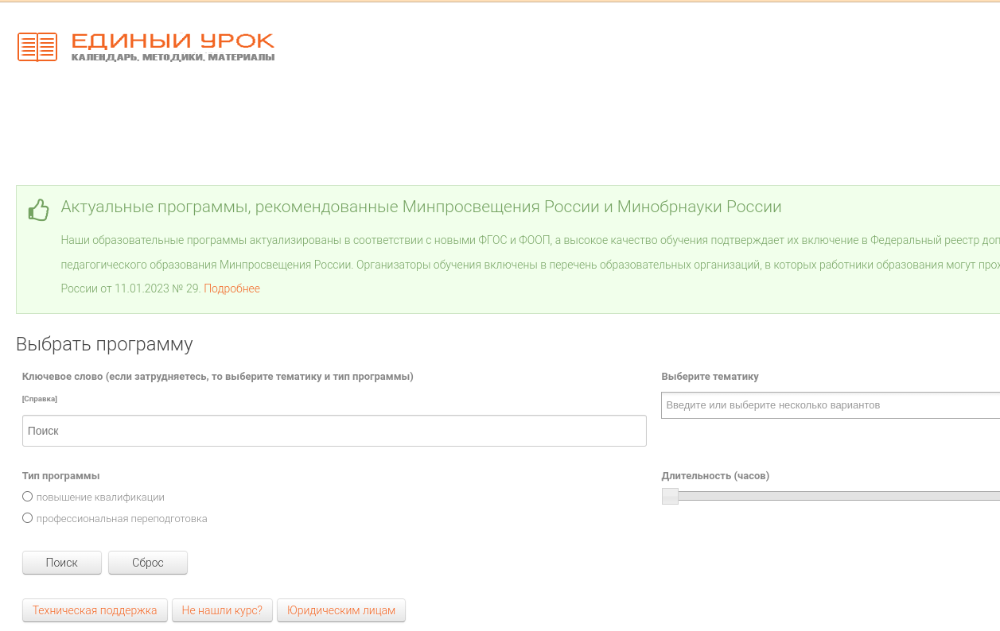 ЕДИНЫЙ УРОК
КАЛЕНДАРЬ, МЕТОДИКИ, МАТЕРИАЛЫ
Актуальные программы, рекомендованные Минпросвещения России и Минобрнауки России
Наши образовательные программы актуализированы в соответствии с новыми ФГОС и ФООП, а высокое качество обучения подтверждает их включение в Федеральный реестр доп
педагогического образования Минпросвещения России. Организаторы обучения включены в перечень образовательных организаций, в которых работники образования могут прох
России от 11.01.2023 № 29. Подробнее
Выбрать программу
Ключевое слово (если затрудняетесь, то выберите тематику и тип программы)
Выберите тематику
[Справка]
Введите или выберите несколько вариантов
Поиск
Тип программы
Длительность (часов)
повышение квалификации
профессиональная переподготовка
Поиск Сброс
Техническая поддержка Не нашли курс? Юридическим лицам